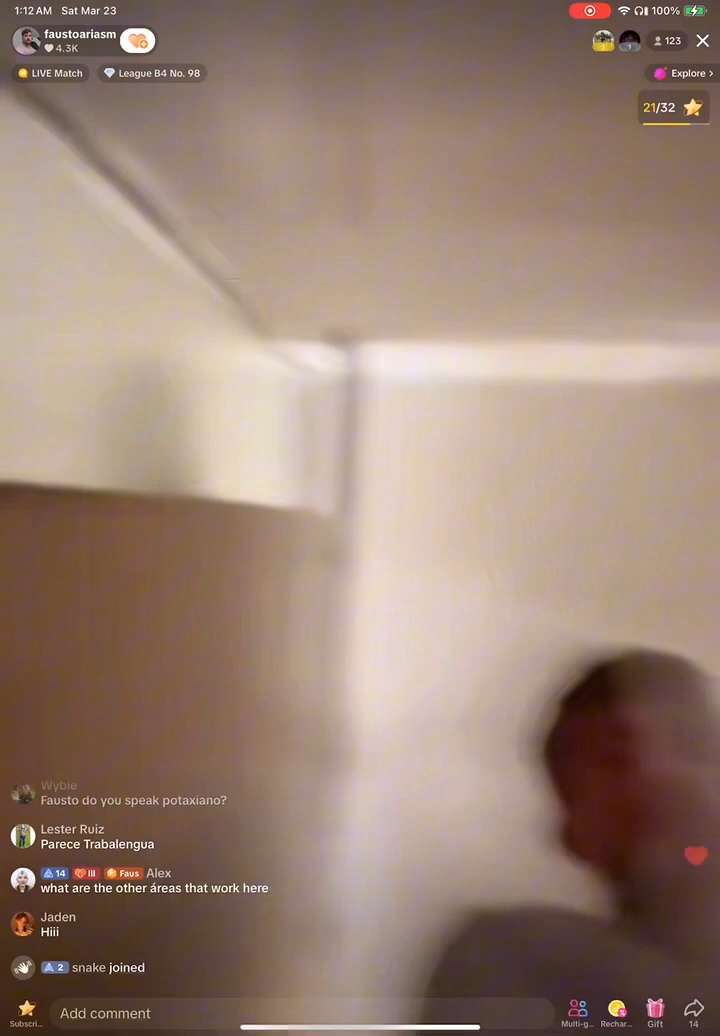 1:12 AM Sat Mar 23
100%
faustoariasm
4.3K
123
LIVE Match
League B4 No. 98
Explore >
21/32
Wybie
Fausto do you speak potaxiano?
Lester Ruiz
Parece Trabalengua
14 III Faus Alex
what are the other áreas that work here
Jaden
Hiii
2 snake joined
Add comment
Subscri...
Multi-g...
Rechar...
Gift
14